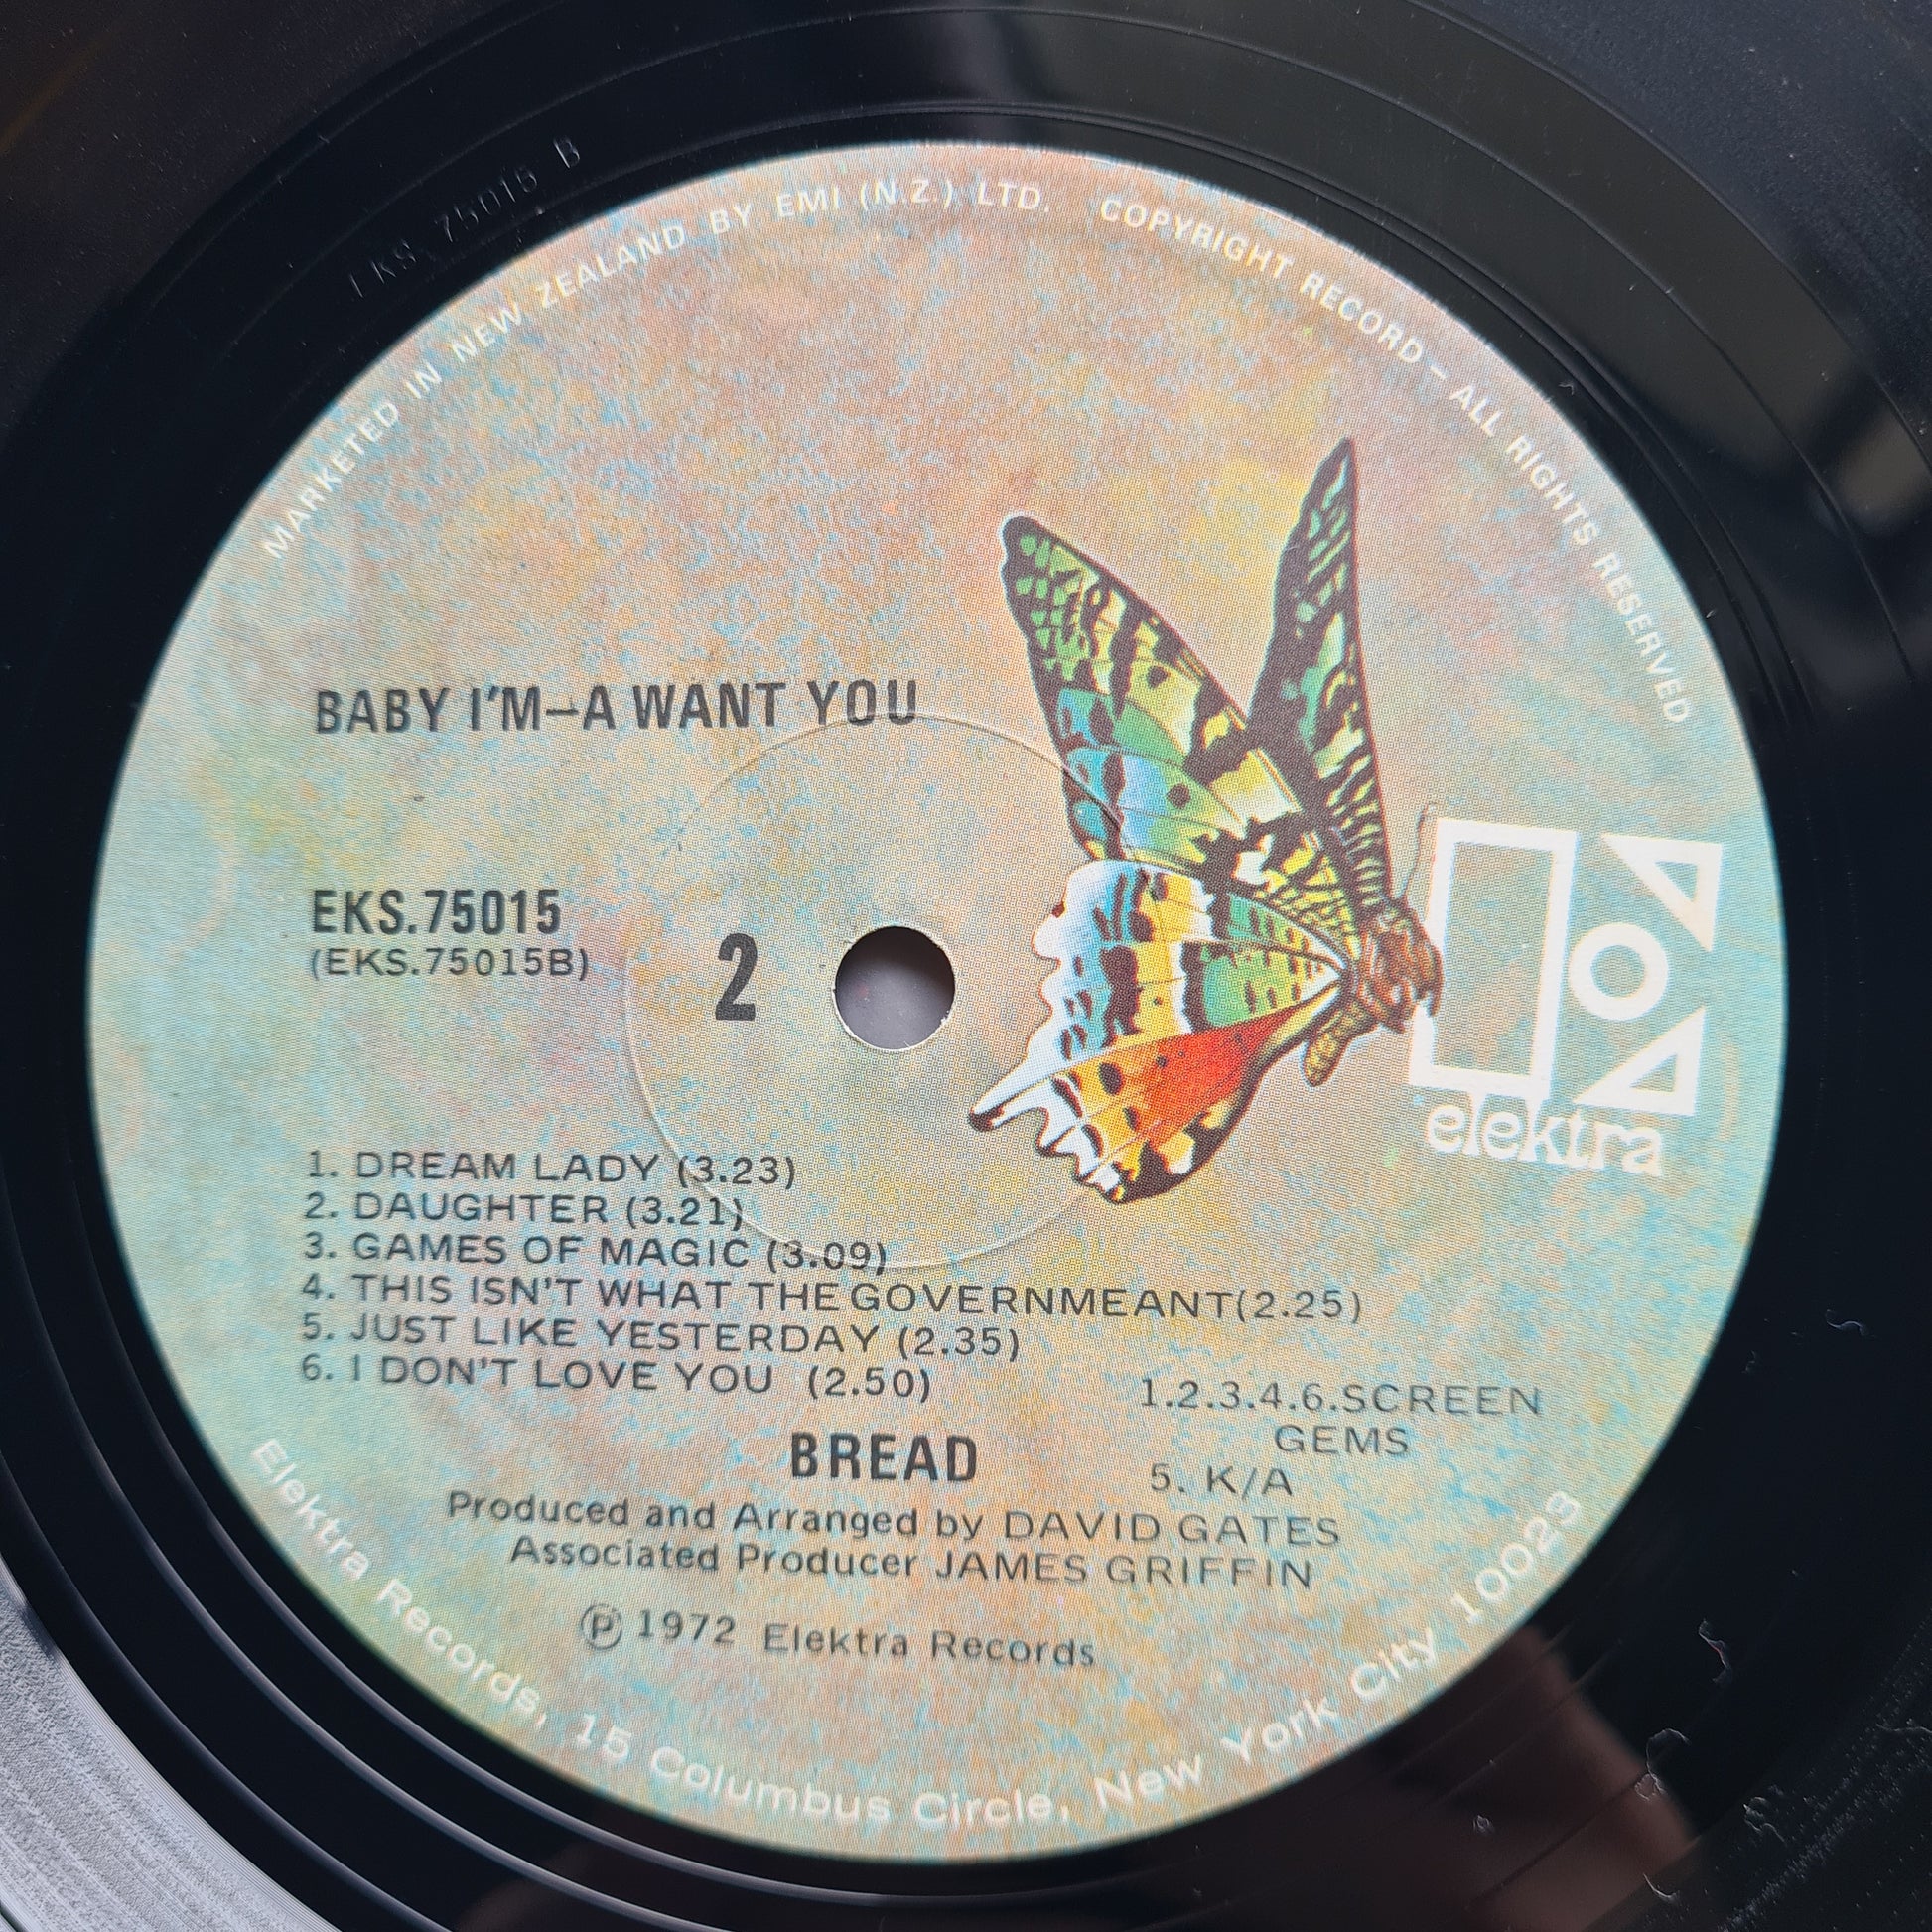 EKS. 75015 B
MARKETED IN NEW ZEALAND BY EMI (N.Z.) LTD. COPYRIGHT RECORD – ALL RIGHTS RESERVED
BABY I'M–A WANT YOU
EKS.75015
(EKS.75015B)
2
elektra
1. DREAM LADY (3.23)
2. DAUGHTER (3.21)
3. GAMES OF MAGIC (3.09)
4. THIS ISN'T WHAT THE GOVERNMEANT(2.25)
5. JUST LIKE YESTERDAY (2.35)
6. I DON'T LOVE YOU (2.50)
1.2.3.4.6.SCREEN
GEMS
5. K/A
BREAD
Produced and Arranged by DAVID GATES
Associated Producer JAMES GRIFFIN
Ⓟ 1972 Elektra Records
Elektra Records, 15 Columbus Circle, New York City 10023